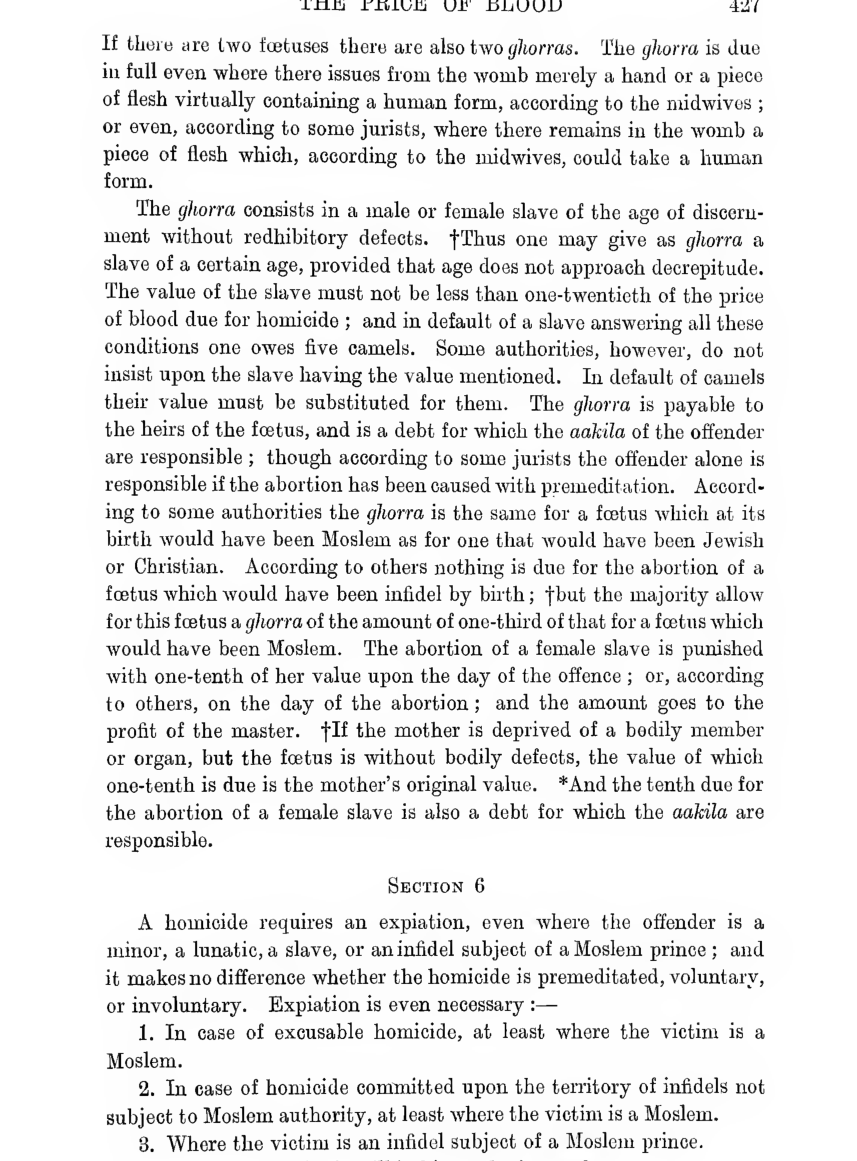 THE PRICE OF BLOOD 427
If there are two fœtuses there are also two ghorras. The ghorra is due
in full even where there issues from the womb merely a hand or a piece
of flesh virtually containing a human form, according to the midwives ;
or even, according to some jurists, where there remains in the womb a
piece of flesh which, according to the midwives, could take a human
form.
The ghorra consists in a male or female slave of the age of discern-
ment without redhibitory defects. †Thus one may give as ghorra a
slave of a certain age, provided that age does not approach decrepitude.
The value of the slave must not be less than one-twentieth of the price
of blood due for homicide ; and in default of a slave answering all these
conditions one owes five camels. Some authorities, however, do not
insist upon the slave having the value mentioned. In default of camels
their value must be substituted for them. The ghorra is payable to
the heirs of the fœtus, and is a debt for which the aakila of the offender
are responsible ; though according to some jurists the offender alone is
responsible if the abortion has been caused with premeditation. Accord-
ing to some authorities the ghorra is the same for a fœtus which at its
birth would have been Moslem as for one that would have been Jewish
or Christian. According to others nothing is due for the abortion of a
fœtus which would have been infidel by birth ; †but the majority allow
for this fœtus a ghorra of the amount of one-third of that for a fœtus which
would have been Moslem. The abortion of a female slave is punished
with one-tenth of her value upon the day of the offence ; or, according
to others, on the day of the abortion ; and the amount goes to the
profit of the master. †If the mother is deprived of a bodily member
or organ, but the fœtus is without bodily defects, the value of which
one-tenth is due is the mother's original value. *And the tenth due for
the abortion of a female slave is also a debt for which the aakila are
responsible.
SECTION 6
A homicide requires an expiation, even where the offender is a
minor, a lunatic, a slave, or an infidel subject of a Moslem prince ; and
it makes no difference whether the homicide is premeditated, voluntary,
or involuntary. Expiation is even necessary :—
1. In case of excusable homicide, at least where the victim is a
Moslem.
2. In case of homicide committed upon the territory of infidels not
subject to Moslem authority, at least where the victim is a Moslem.
3. Where the victim is an infidel subject of a Moslem prince.